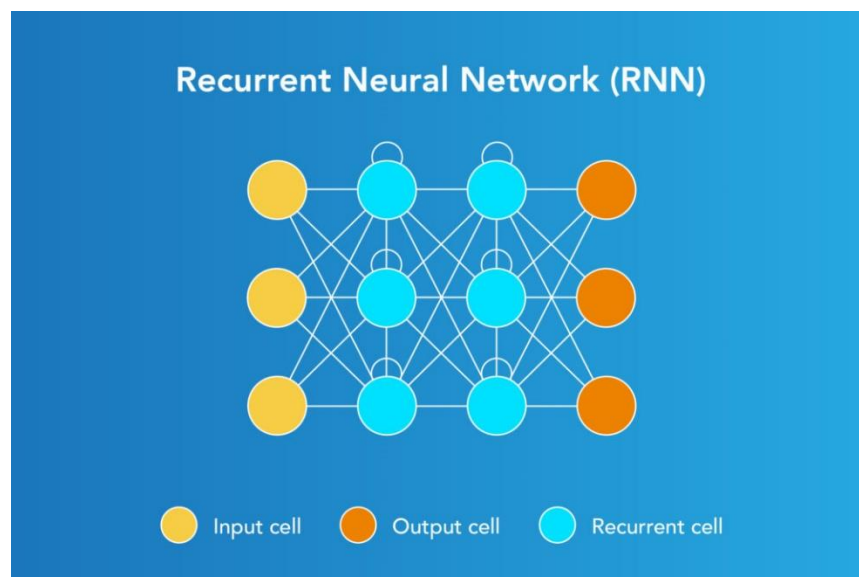 Recurrent Neural Network (RNN)
Input cell
Output cell
Recurrent cell